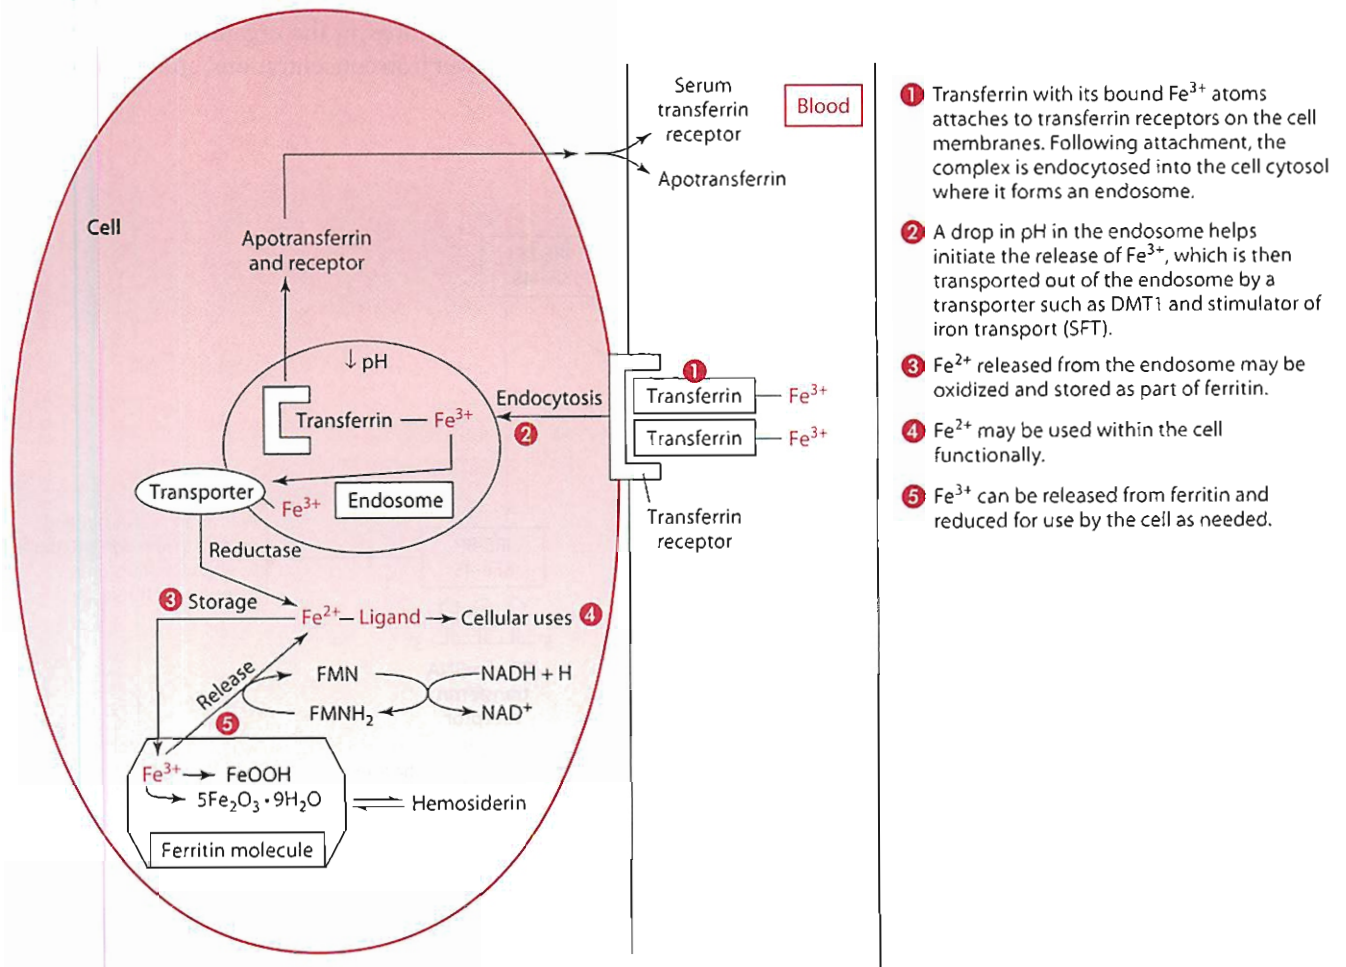 Serum
transferrin
receptor
Blood
Apotransferrin
Cell
Apotransferrin
and receptor
↓ pH
Transferrin — Fe³⁺
Endocytosis
2
1
Transferrin — Fe³⁺
Transferrin — Fe³⁺
Transferrin
receptor
Transporter
Fe³⁺
Endosome
Reductase
3 Storage
Fe²⁺ — Ligand → Cellular uses 4
Release
5
FMN
NADH + H
FMNH₂
NAD⁺
Fe³⁺ → FeOOH
5Fe₂O₃ • 9H₂O
Hemosiderin
Ferritin molecule
1 Transferrin with its bound Fe³⁺ atoms
attaches to transferrin receptors on the cell
membranes. Following attachment, the
complex is endocytosed into the cell cytosol
where it forms an endosome.
2 A drop in pH in the endosome helps
initiate the release of Fe³⁺, which is then
transported out of the endosome by a
transporter such as DMT1 and stimulator of
iron transport (SFT).
3 Fe²⁺ released from the endosome may be
oxidized and stored as part of ferritin.
4 Fe²⁺ may be used within the cell
functionally.
5 Fe³⁺ can be released from ferritin and
reduced for use by the cell as needed.